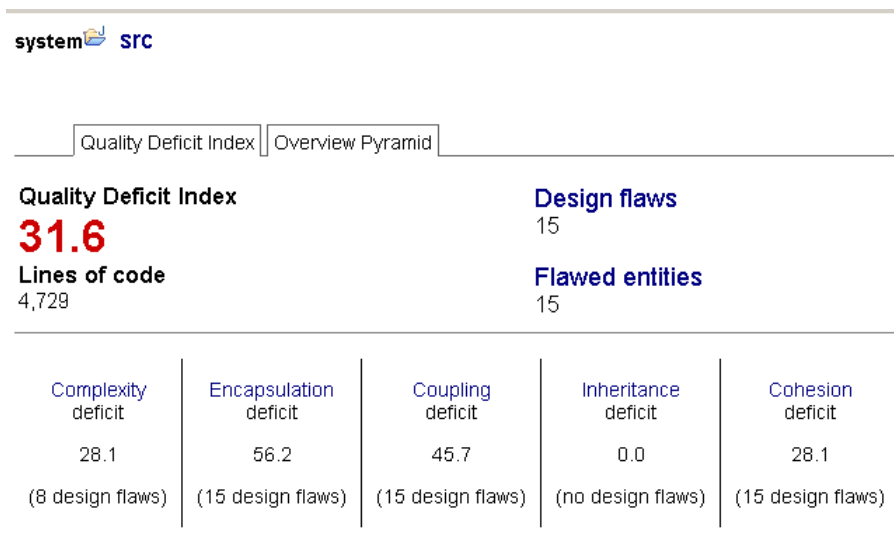 system src
Quality Deficit Index Overview Pyramid
Quality Deficit Index
31.6
Lines of code
4,729
Design flaws
15
Flawed entities
15
Complexity
deficit
28.1
(8 design flaws)
Encapsulation
deficit
56.2
(15 design flaws)
Coupling
deficit
45.7
(15 design flaws)
Inheritance
deficit
0.0
(no design flaws)
Cohesion
deficit
28.1
(15 design flaws)